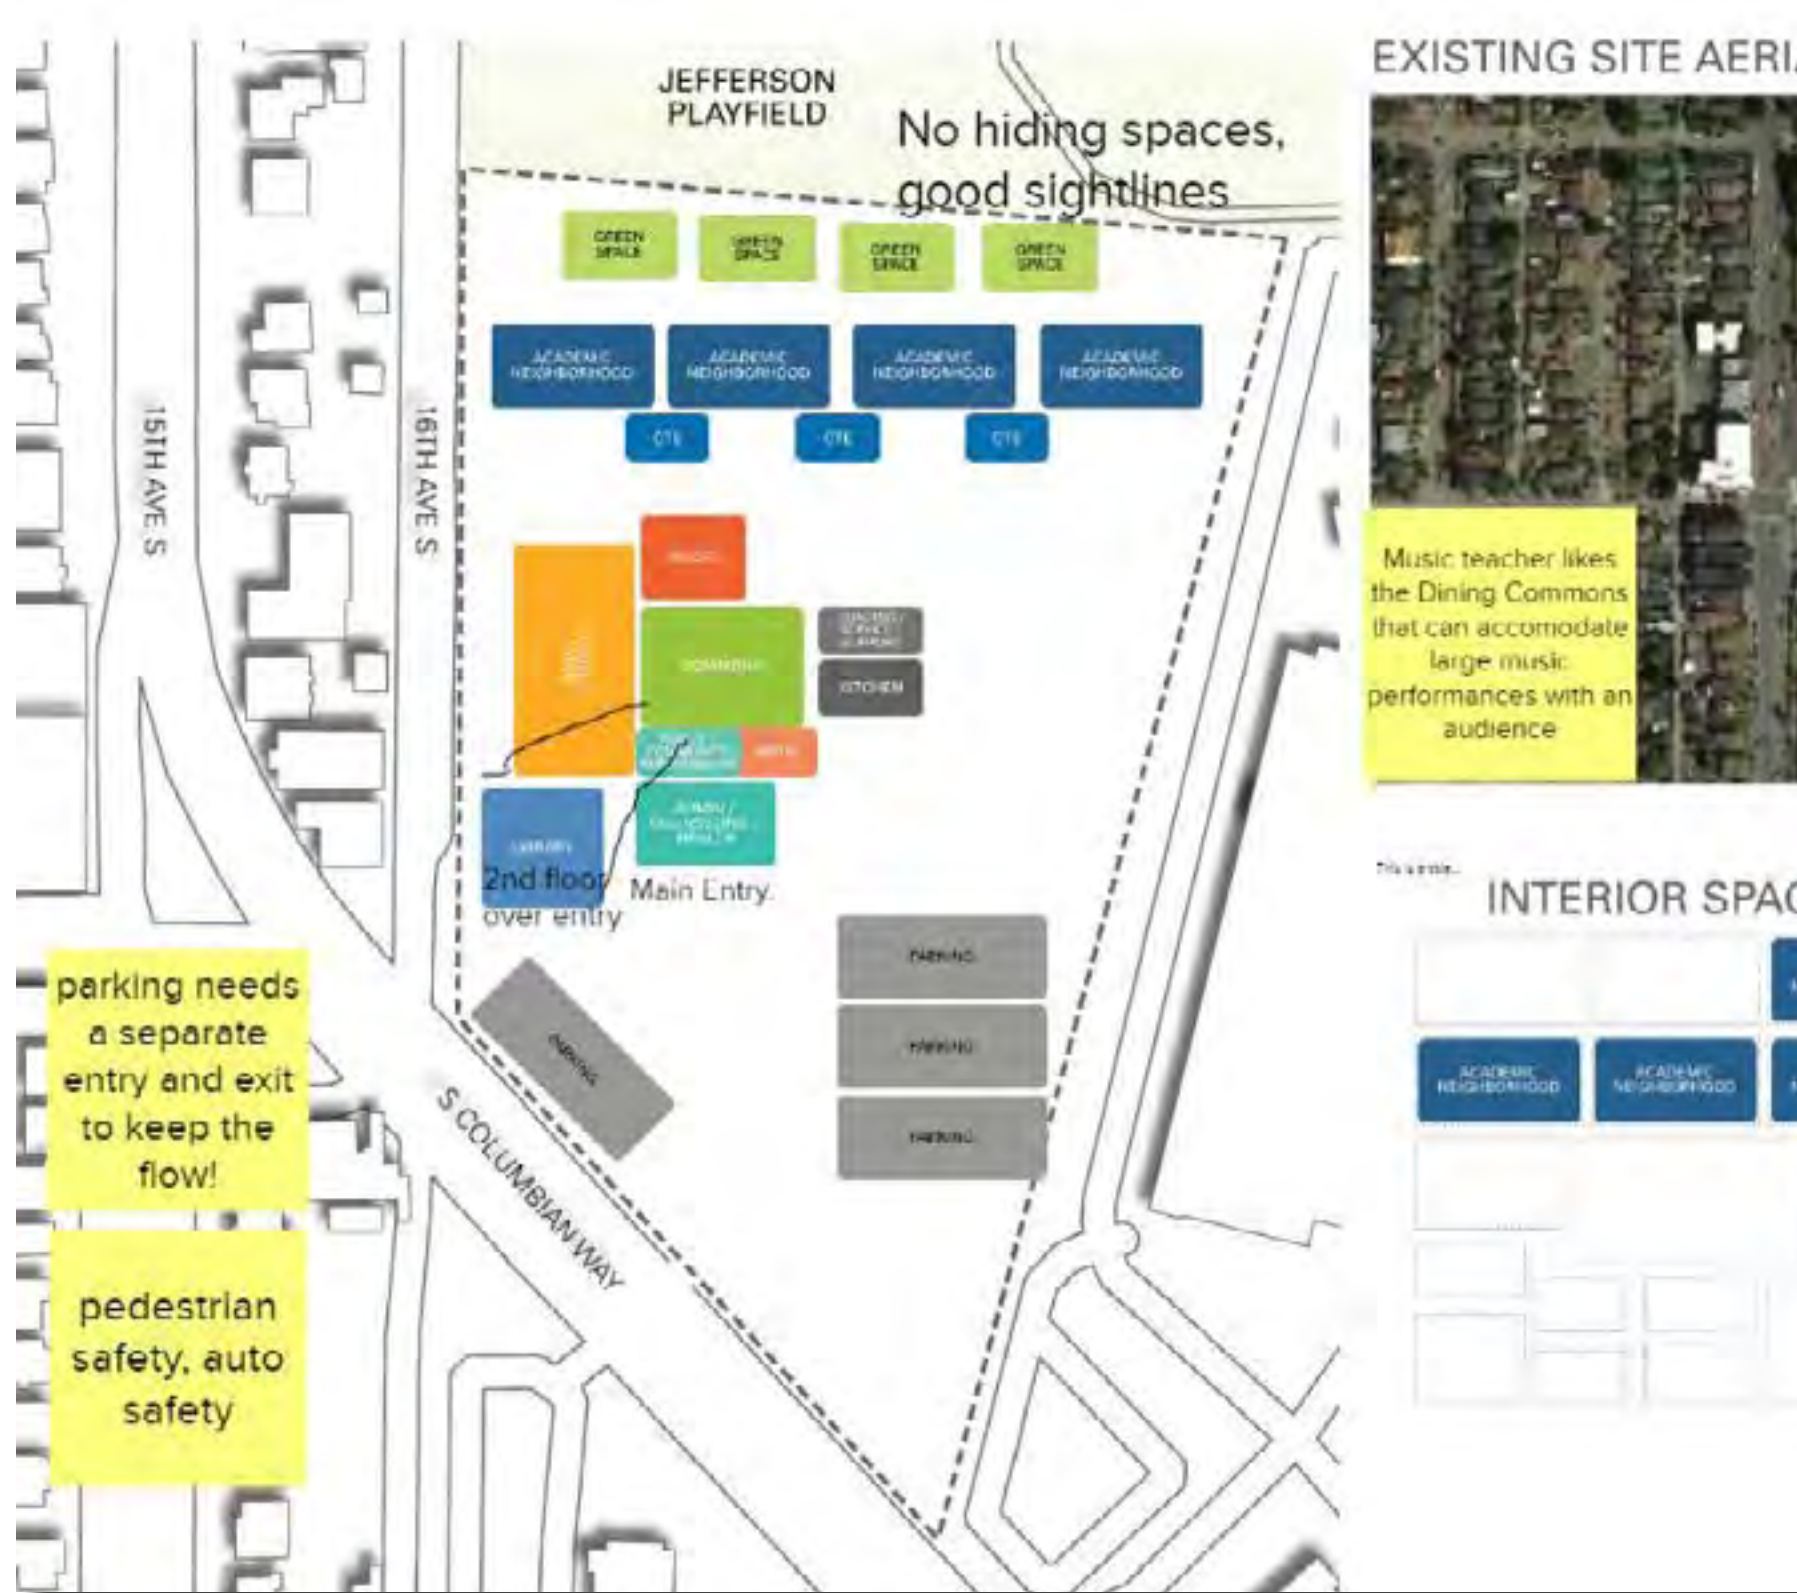 JEFFERSON
PLAYFIELD
No hiding spaces,
good sightlines
GREEN
SPACE
GREEN
SPACE
GREEN
SPACE
GREEN
SPACE
ACADEMIC
NEIGHBORHOOD
ACADEMIC
NEIGHBORHOOD
ACADEMIC
NEIGHBORHOOD
ACADEMIC
NEIGHBORHOOD
CTE
CTE
CTE
15TH AVE S
16TH AVE S
COMMONS
KITCHEN
LIBRARY
2nd floor
over entry
Main Entry.
PARKING
PARKING
PARKING
PARKING
S COLUMBIAN WAY
parking needs
a separate
entry and exit
to keep the
flow!
pedestrian
safety, auto
safety
EXISTING SITE AERI
Music teacher likes
the Dining Commons
that can accomodate
large music
performances with an
audience
INTERIOR SPAC
ACADEMIC
NEIGHBORHOOD
ACADEMIC
NEIGHBORHOOD